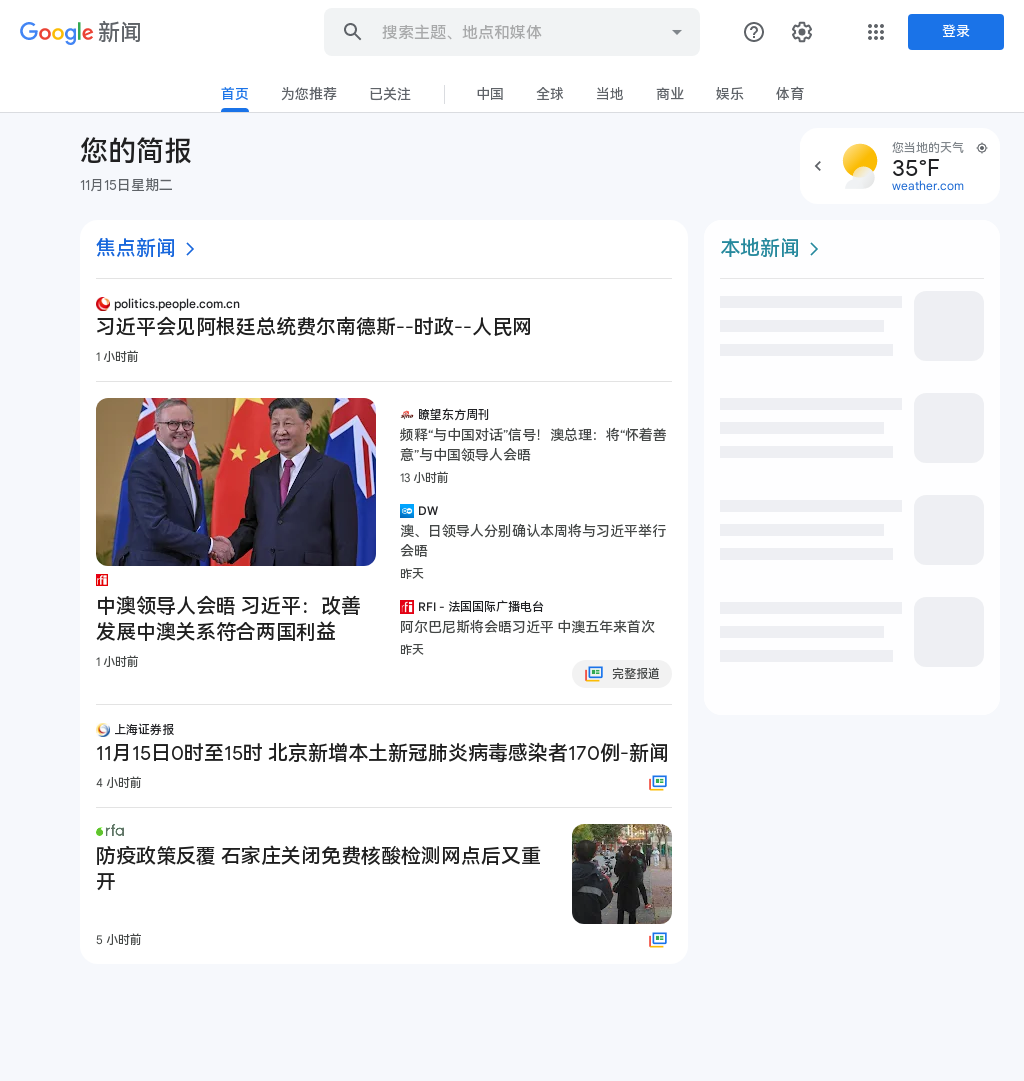 Google 新闻
搜索主题、地点和媒体
登录
首页 为您推荐 已关注 中国 全球 当地 商业 娱乐 体育
您的简报
11月15日星期二
您当地的天气
35°F
weather.com
焦点新闻
politics.people.com.cn
习近平会见阿根廷总统费尔南德斯--时政--人民网
1 小时前
中澳领导人会晤 习近平：改善
发展中澳关系符合两国利益
1 小时前
瞭望东方周刊
频释“与中国对话”信号！澳总理：将“怀着善
意”与中国领导人会晤
13 小时前
DW
澳、日领导人分别确认本周将与习近平举行
会晤
昨天
RFI - 法国国际广播电台
阿尔巴尼斯将会晤习近平 中澳五年来首次
昨天
完整报道
上海证券报
11月15日0时至15时 北京新增本土新冠肺炎病毒感染者170例-新闻
4 小时前
rfa
防疫政策反覆 石家庄关闭免费核酸检测网点后又重
开
5 小时前
本地新闻